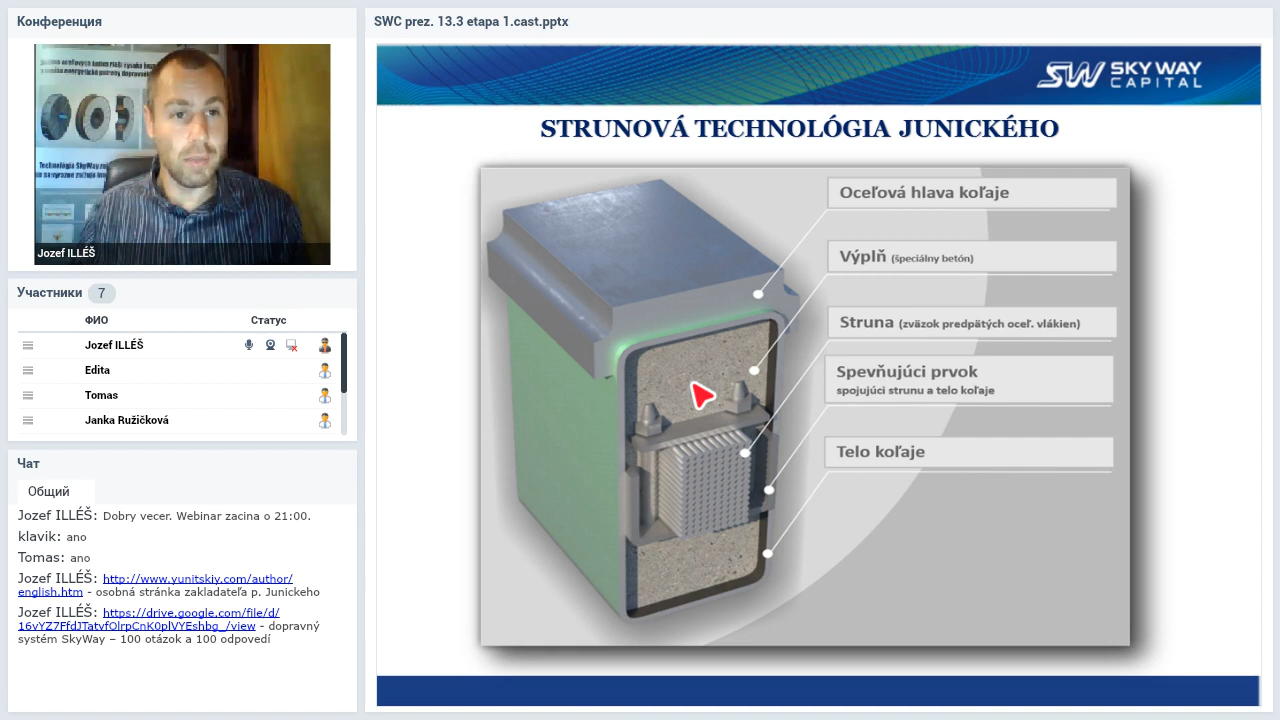 Конференция
Jozef ILLÉŠ
Участники 7
ФИО Статус
Jozef ILLÉŠ
Edita
Tomas
Janka Ružičková
Чат
Общий
Jozef ILLÉŠ: Dobry vecer. Webinar zacina o 21:00.
klavik: ano
Tomas: ano
Jozef ILLÉŠ: http://www.yunitskiy.com/author/
english.htm - osobná stránka zakladateľa p. Junickeho
Jozef ILLÉŠ: https://drive.google.com/file/d/
16vYZ7FfdJTatvfOlrpCnK0plVYEshbg_/view - dopravný
systém SkyWay – 100 otázok a 100 odpovedí
SWC prez. 13.3 etapa 1.cast.pptx
SW SKY WAY
CAPITAL
STRUNOVÁ TECHNOLÓGIA JUNICKÉHO
Oceľová hlava koľaje
Výplň (špeciálny betón)
Struna (zväzok predpätých oceľ. vlákien)
Spevňujúci prvok
spojujúci strunu a telo koľaje
Telo koľaje